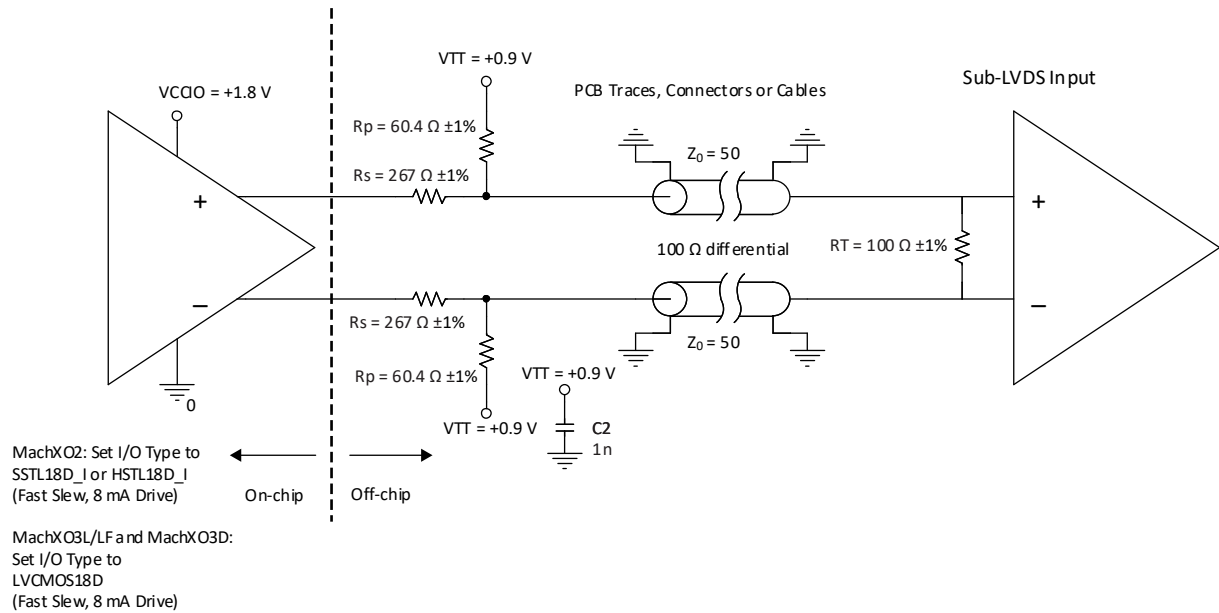 VTT = +0.9 V
Sub-LVDS Input
VCCIO = +1.8 V
PCB Traces, Connectors or Cables
Rp = 60.4 Ω ±1%
Z0 = 50
Rs = 267 Ω ±1%
+
+
100 Ω differential
RT = 100 Ω ±1%
−
−
Rs = 267 Ω ±1%
Z0 = 50
Rp = 60.4 Ω ±1%
VTT = +0.9 V
0
VTT = +0.9 V
C2
1n
MachXO2: Set I/O Type to
SSTL18D_I or HSTL18D_I
(Fast Slew, 8 mA Drive)
On-chip
Off-chip
MachXO3L/LF and MachXO3D:
Set I/O Type to
LVCMOS18D
(Fast Slew, 8 mA Drive)